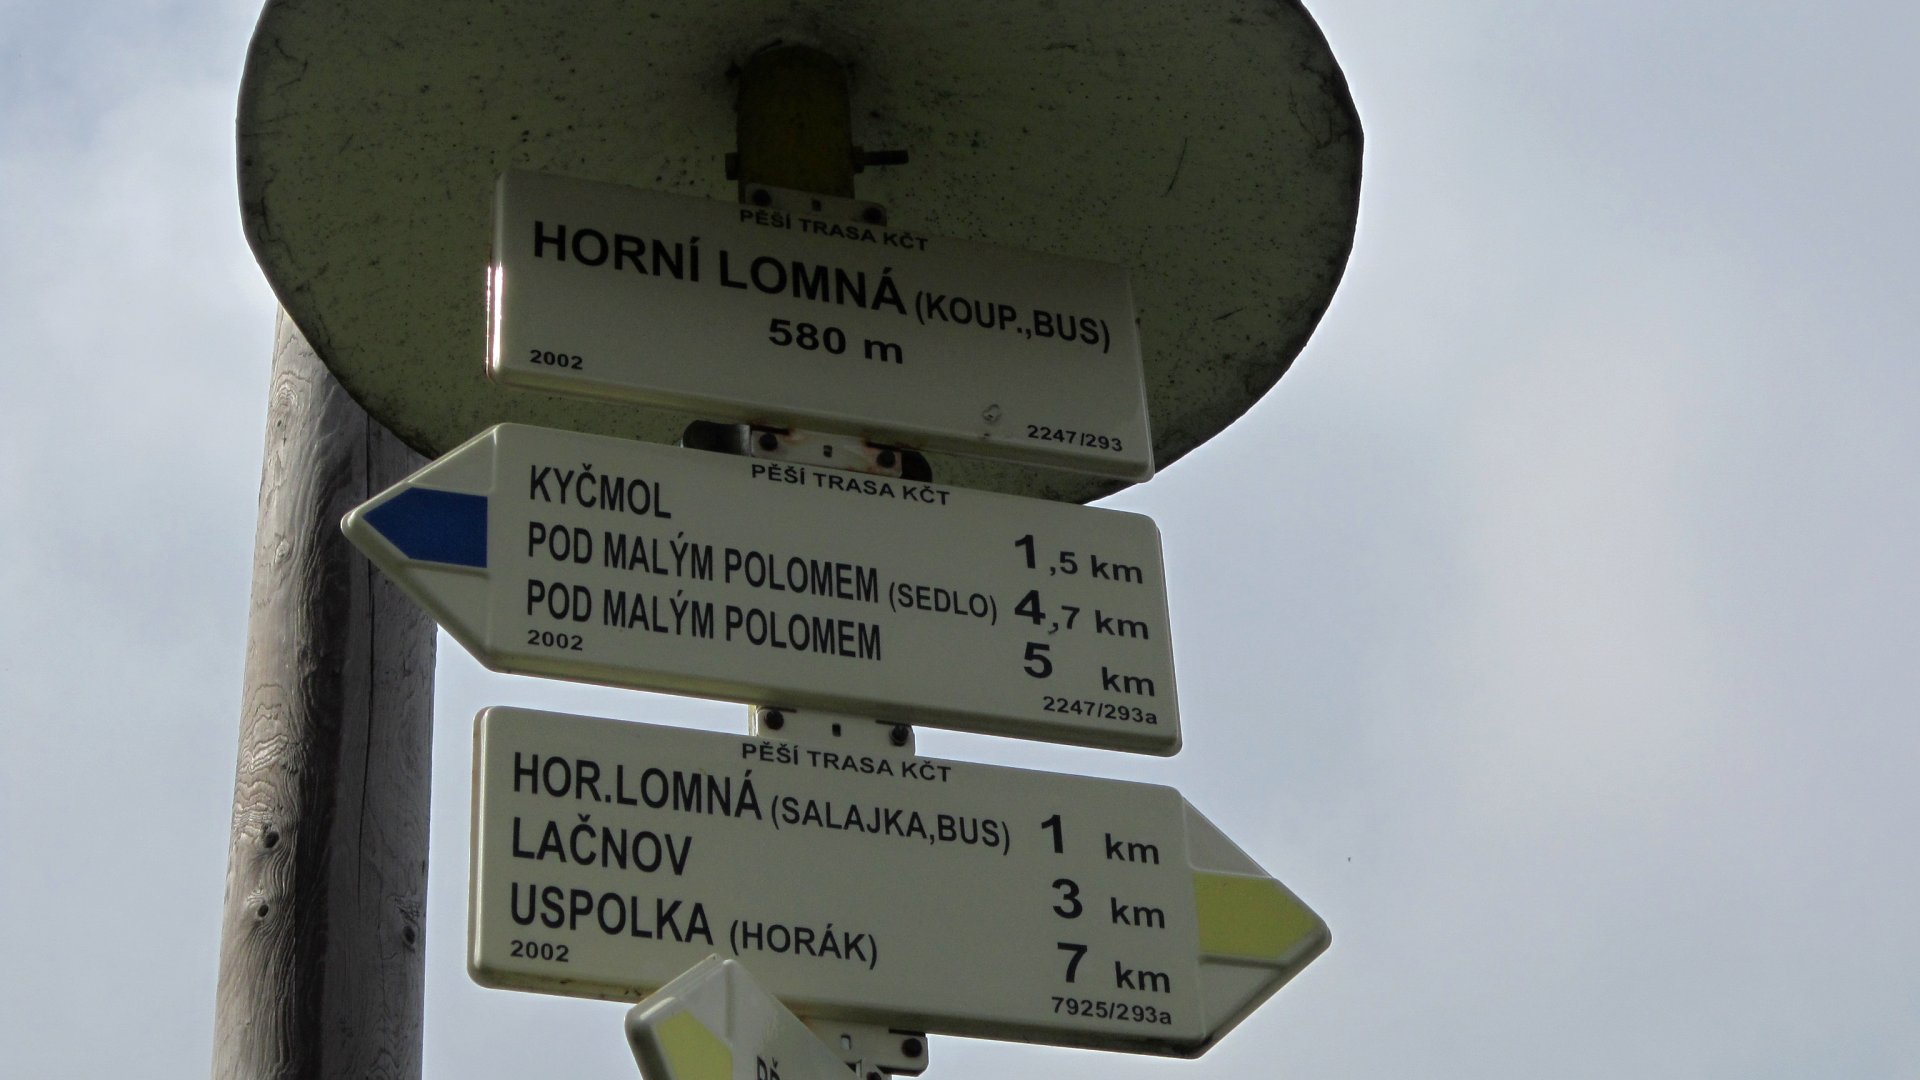 PĚŠÍ TRASA KČT
HORNÍ LOMNÁ (KOUP.,BUS)
580 m
2002
2247/293
PĚŠÍ TRASA KČT
KYČMOL 1,5 km
POD MALÝM POLOMEM (SEDLO) 4,7 km
POD MALÝM POLOMEM 5 km
2002
2247/293a
PĚŠÍ TRASA KČT
HOR.LOMNÁ (SALAJKA,BUS) 1 km
LAČNOV 3 km
USPOLKA (HORÁK) 7 km
2002
7925/293a